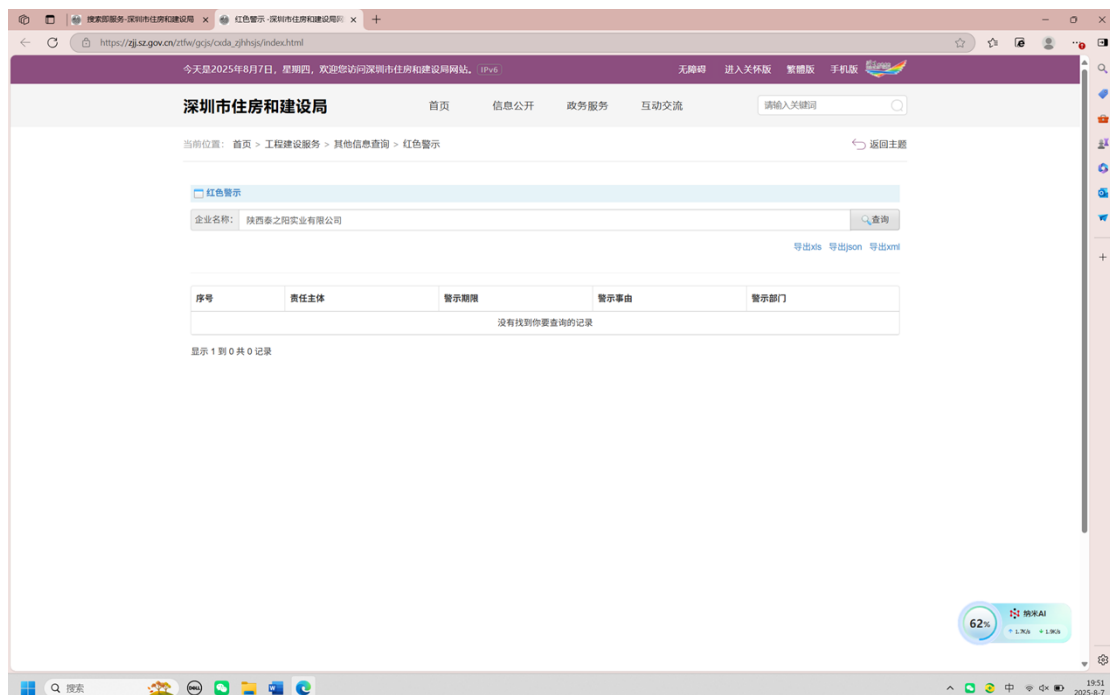 搜索即服务-深圳市住房和建设局
红色警示 -深圳市住房和建设局网
https://zjj.sz.gov.cn/ztfw/gcjs/cxda_zjhhsjs/index.html
今天是2025年8月7日，星期四，欢迎您访问深圳市住房和建设局网站。 IPv6 无障碍 进入关怀版 繁體版 手机版
深圳市住房和建设局 首页 信息公开 政务服务 互动交流 请输入关键词
当前位置： 首页 > 工程建设服务 > 其他信息查询 > 红色警示 返回主题
红色警示
企业名称： 陕西泰之阳实业有限公司 查询
导出xls 导出json 导出xml
序号 责任主体 警示期限 警示事由 警示部门
没有找到你要查询的记录
显示 1 到 0 共 0 记录
62% 纳米AI
1.7K/s 1.9K/s
搜索 DELL 中 19:51
2025-8-7